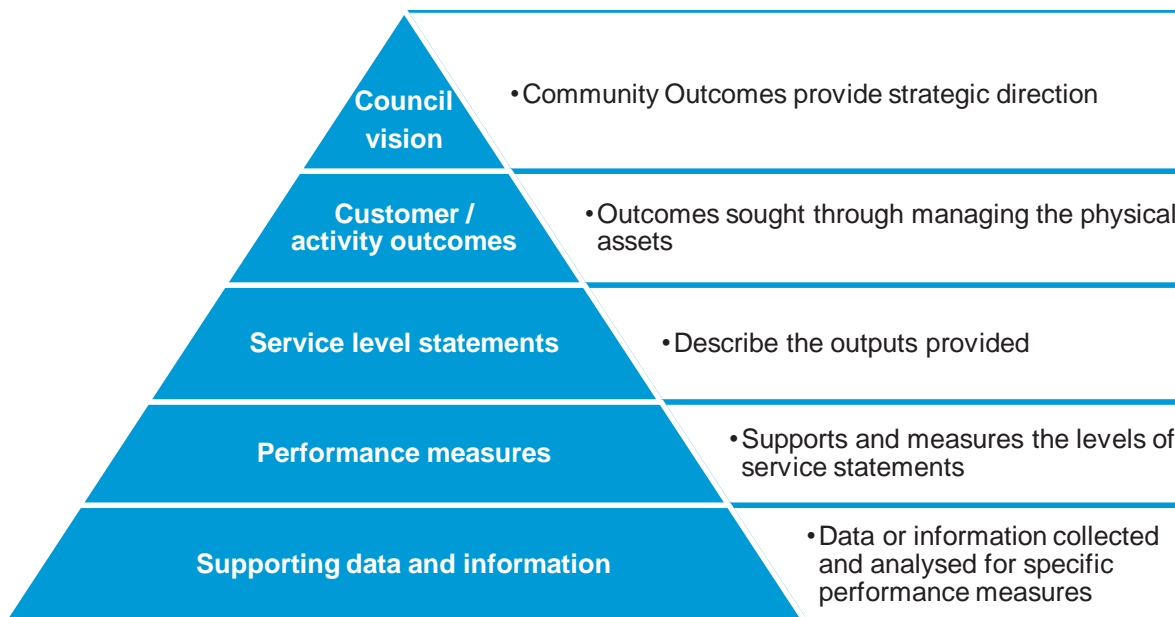 Council
vision
•Community Outcomes provide strategic direction
Customer /
activity outcomes
•Outcomes sought through managing the physical
assets
Service level statements
•Describe the outputs provided
Performance measures
•Supports and measures the levels of
service statements
Supporting data and information
•Data or information collected
and analysed for specific
performance measures